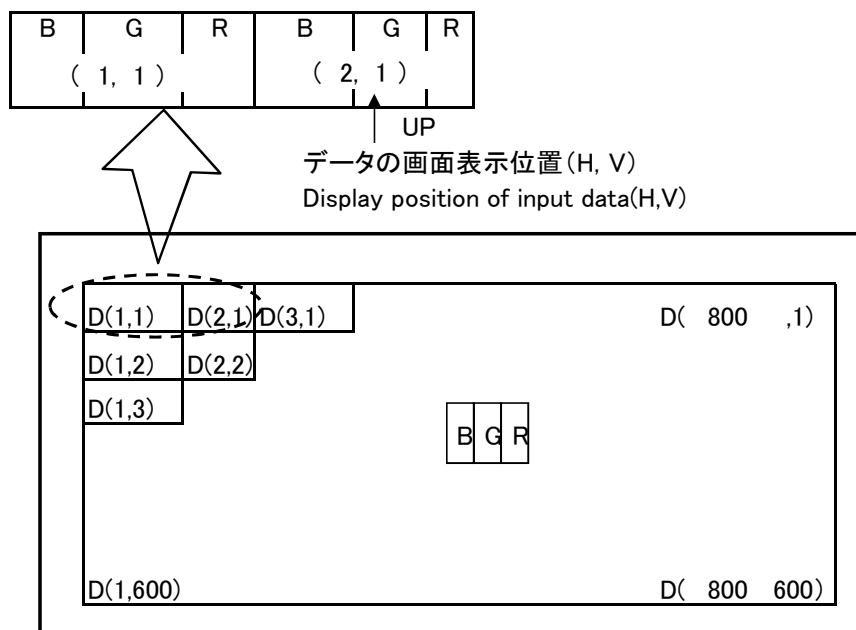 B G R B G R
( 1, 1 ) ( 2, 1 )
UP
データの画面表示位置(H, V)
Display position of input data(H,V)
D(1,1) D(2,1) D(3,1) D( 800 ,1)
D(1,2) D(2,2)
D(1,3)
B G R
D(1,600) D( 800 600)